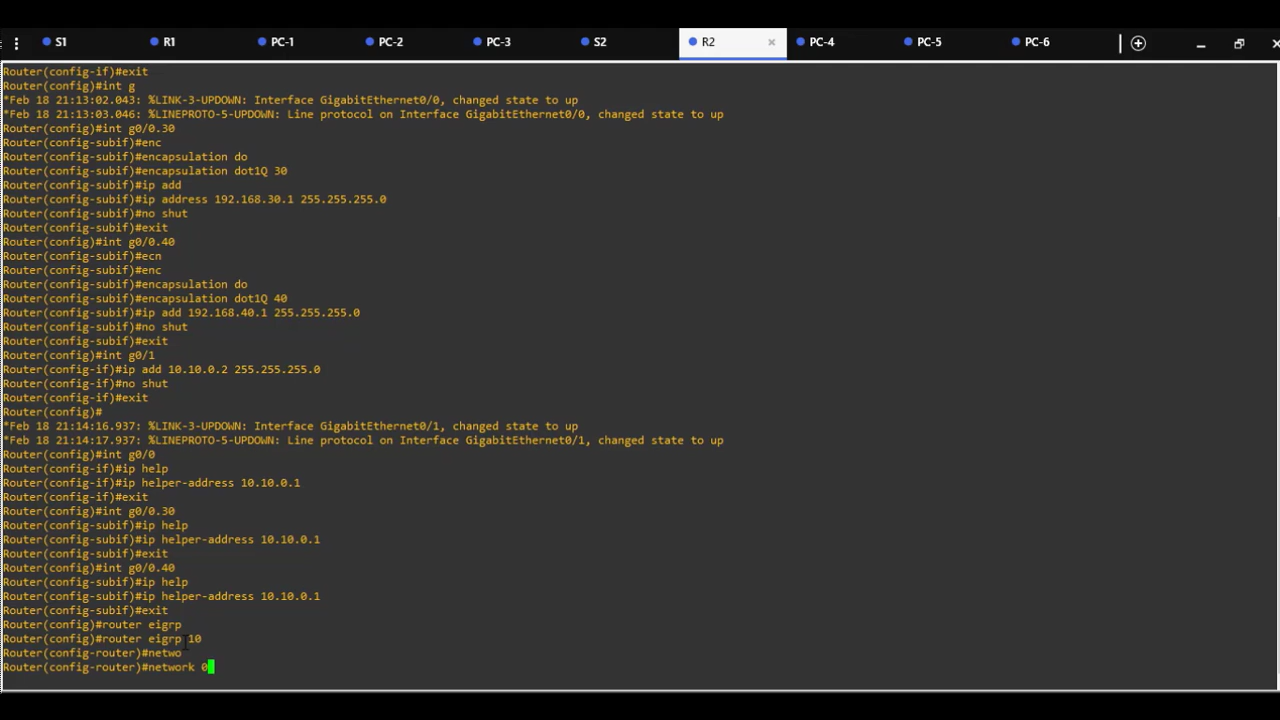 S1 R1 PC-1 PC-2 PC-3 S2 R2 PC-4 PC-5 PC-6
Router(config-if)#exit
Router(config)#int g
*Feb 18 21:13:02.043: %LINK-3-UPDOWN: Interface GigabitEthernet0/0, changed state to up
*Feb 18 21:13:03.046: %LINEPROTO-5-UPDOWN: Line protocol on Interface GigabitEthernet0/0, changed state to up
Router(config)#int g0/0.30
Router(config-subif)#enc
Router(config-subif)#encapsulation do
Router(config-subif)#encapsulation dot1Q 30
Router(config-subif)#ip add
Router(config-subif)#ip address 192.168.30.1 255.255.255.0
Router(config-subif)#no shut
Router(config-subif)#exit
Router(config)#int g0/0.40
Router(config-subif)#ecn
Router(config-subif)#enc
Router(config-subif)#encapsulation do
Router(config-subif)#encapsulation dot1Q 40
Router(config-subif)#ip add 192.168.40.1 255.255.255.0
Router(config-subif)#no shut
Router(config-subif)#exit
Router(config)#int g0/1
Router(config-if)#ip add 10.10.0.2 255.255.255.0
Router(config-if)#no shut
Router(config-if)#exit
Router(config)#
*Feb 18 21:14:16.937: %LINK-3-UPDOWN: Interface GigabitEthernet0/1, changed state to up
*Feb 18 21:14:17.937: %LINEPROTO-5-UPDOWN: Line protocol on Interface GigabitEthernet0/1, changed state to up
Router(config)#int g0/0
Router(config-if)#ip help
Router(config-if)#ip helper-address 10.10.0.1
Router(config-if)#exit
Router(config)#int g0/0.30
Router(config-subif)#ip help
Router(config-subif)#ip helper-address 10.10.0.1
Router(config-subif)#exit
Router(config)#int g0/0.40
Router(config-subif)#ip help
Router(config-subif)#ip helper-address 10.10.0.1
Router(config-subif)#exit
Router(config)#router eigrp
Router(config)#router eigrp 10
Router(config-router)#netwo
Router(config-router)#network 0